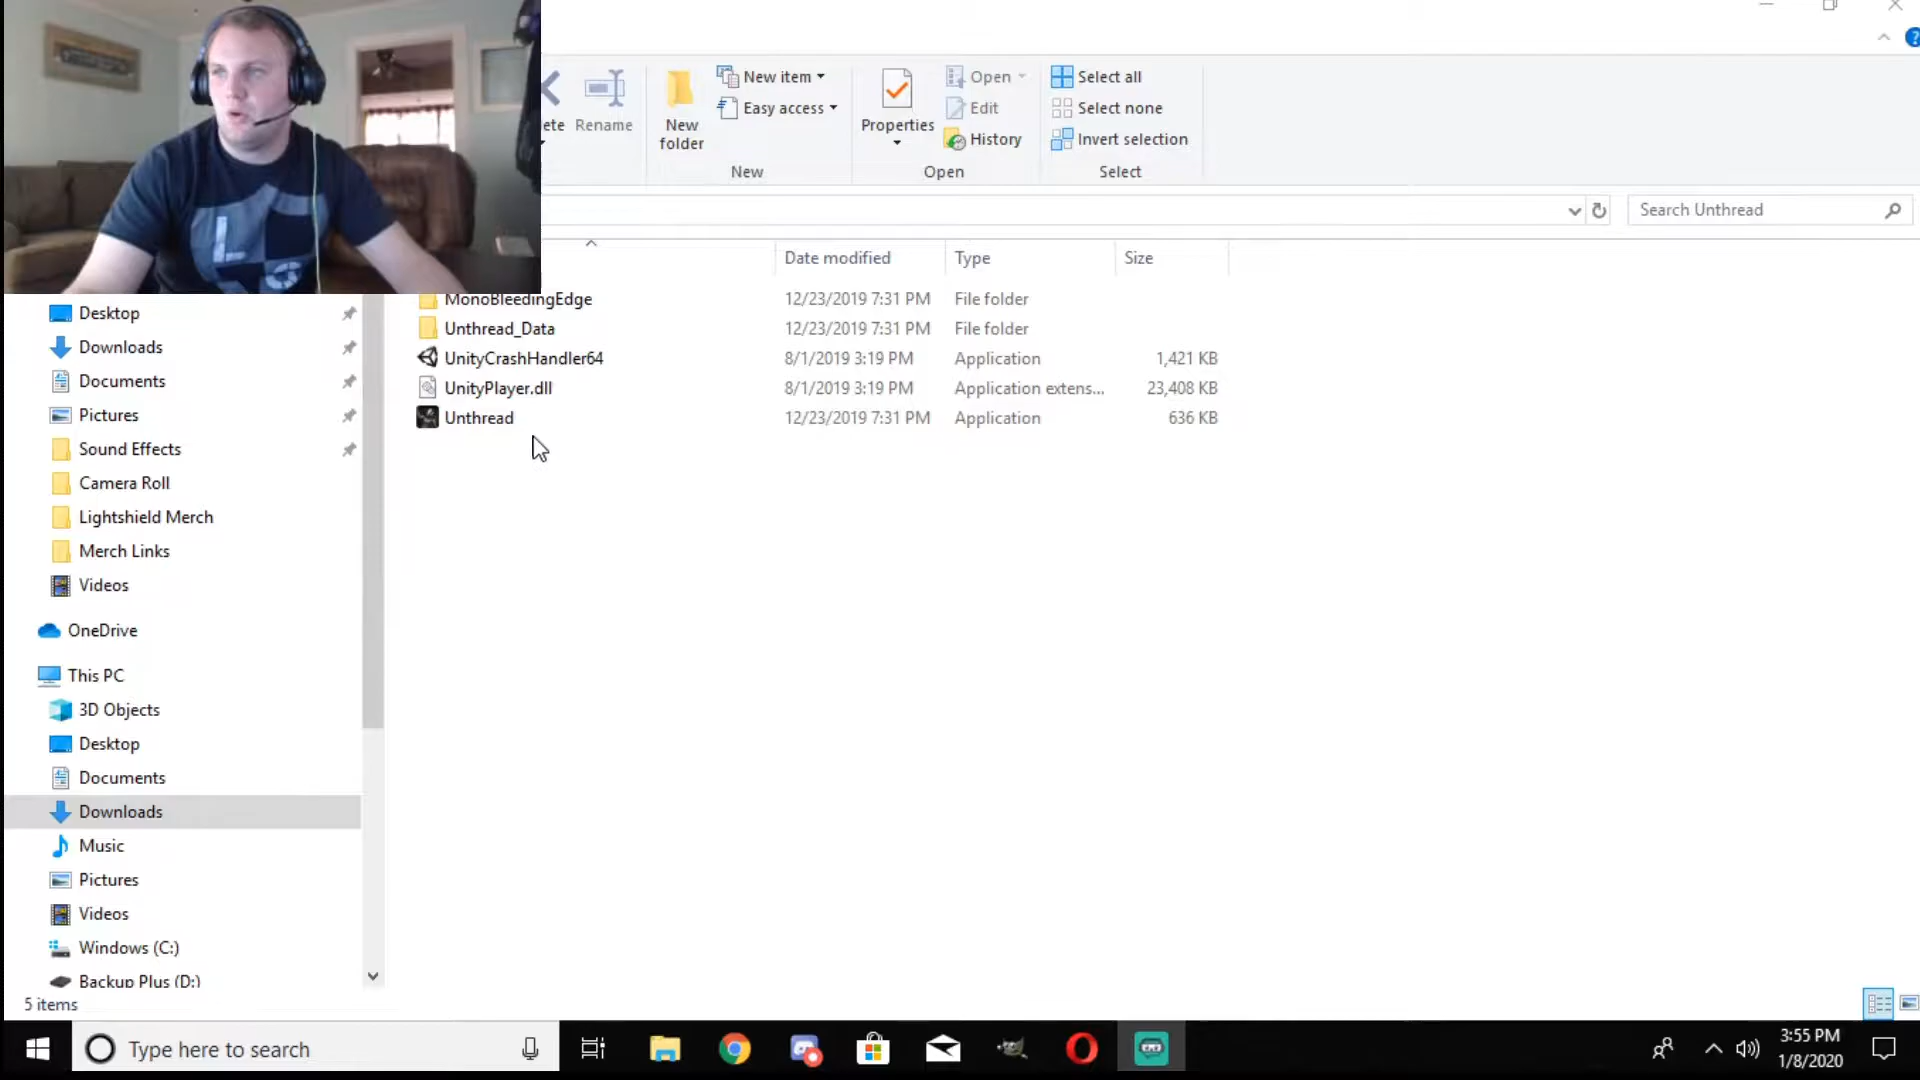 New item
Easy access
ete
Rename
New
folder
New
Properties
Open
Edit
History
Open
Select all
Select none
Invert selection
Select
Search Unthread
Date modified
Type
Size
MonoBleedingEdge
12/23/2019 7:31 PM
File folder
Unthread_Data
12/23/2019 7:31 PM
File folder
UnityCrashHandler64
8/1/2019 3:19 PM
Application
1,421 KB
UnityPlayer.dll
8/1/2019 3:19 PM
Application extens...
23,408 KB
Unthread
12/23/2019 7:31 PM
Application
636 KB
Desktop
Downloads
Documents
Pictures
Sound Effects
Camera Roll
Lightshield Merch
Merch Links
Videos
OneDrive
This PC
3D Objects
Desktop
Documents
Downloads
Music
Pictures
Videos
Windows (C:)
Backup Plus (D:)
5 items
Type here to search
3:55 PM
1/8/2020